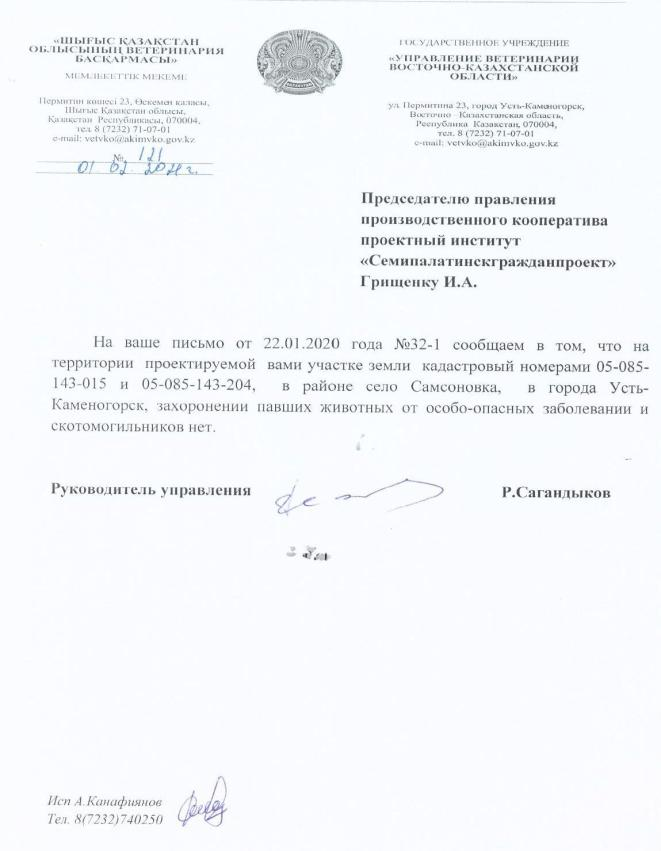 «ШЫҒЫС ҚАЗАҚСТАН
ОБЛЫСЫНЫҢ ВЕТЕРИНАРИЯ
БАСҚАРМАСЫ»
МЕМЛЕКЕТТІК МЕКЕМЕ
Пермитин көшесі 23, Өскемен қаласы,
Шығыс Қазақстан облысы,
Қазақстан Республикасы, 070004,
тел. 8 (7232) 71-07-01
e-mail: vetvko@akimvko.gov.kz
№ 121
01 02
ГОСУДАРСТВЕННОЕ УЧРЕЖДЕНИЕ
«УПРАВЛЕНИЕ ВЕТЕРИНАРИИ
ВОСТОЧНО-КАЗАХСТАНСКОЙ
ОБЛАСТИ»
ул. Пермитина 23, город Усть-Каменогорск,
Восточно – Казахстанская область,
Республика Казахстан, 070004,
тел. 8 (7232) 71-07-01
e-mail: vetvko@akimvko.gov.kz
Председателю правления
производственного кооператива
проектный институт
«Семипалатинскгражданпроект»
Грищенку И.А.
На ваше письмо от 22.01.2020 года №32-1 сообщаем в том, что на
территории проектируемой вами участке земли кадастровый номерами 05-085-
143-015 и 05-085-143-204, в районе село Самсоновка, в города Усть-
Каменогорск, захоронении павших животных от особо-опасных заболевании и
скотомогильников нет.
Руководитель управления
Р.Сагандыков
Исп А.Канафиянов
Тел. 8(7232)740250